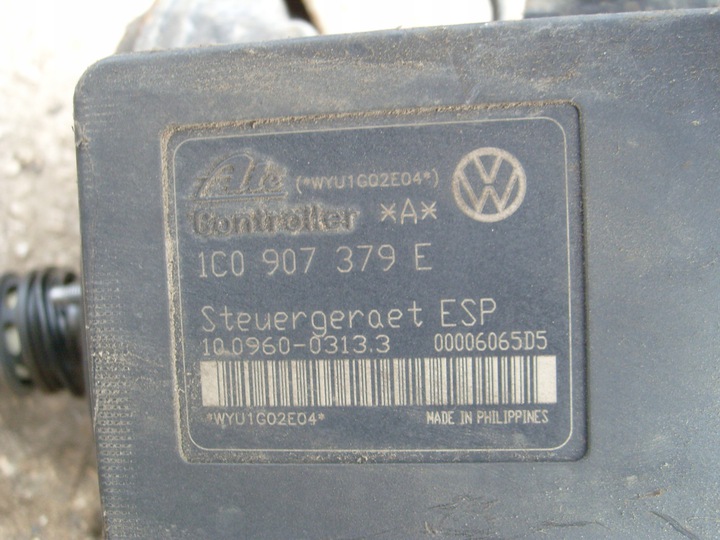 Ate (*WYU1G02E04*)
Controller *A*
1C0 907 379 E
Steuergeraet ESP
10.0960-0313.3 00006065D5
*WYU1G02E04* MADE IN PHILIPPINES